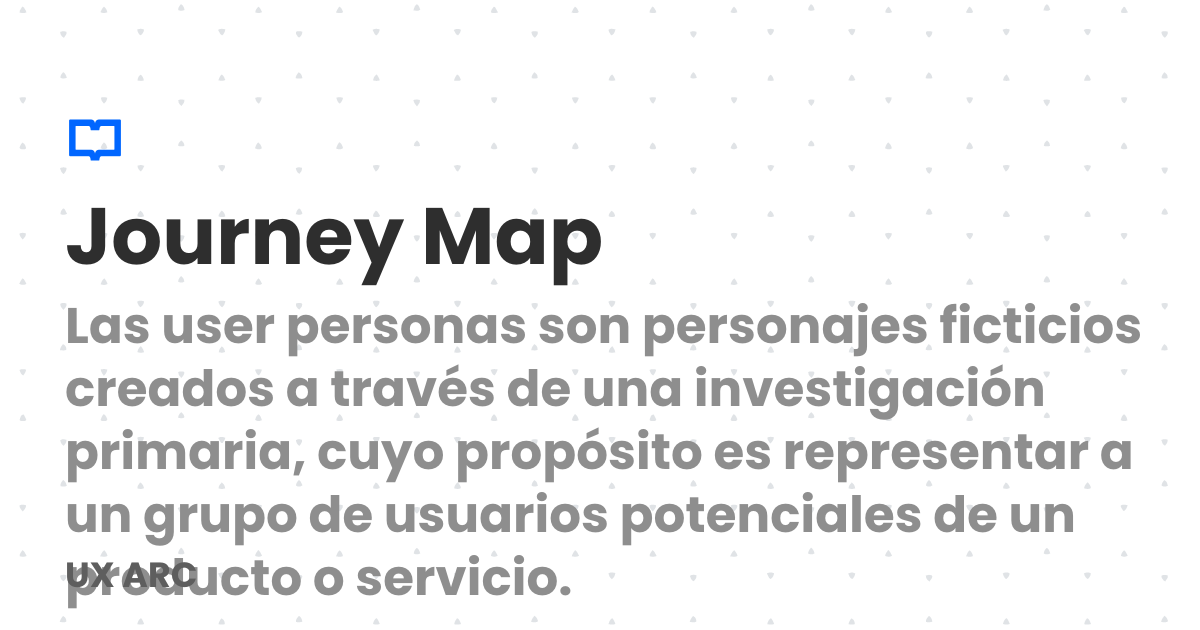 Journey Map
Las user personas son personajes ficticios
creados a través de una investigación
primaria, cuyo propósito es representar a
un grupo de usuarios potenciales de un
producto o servicio.
UX ARC